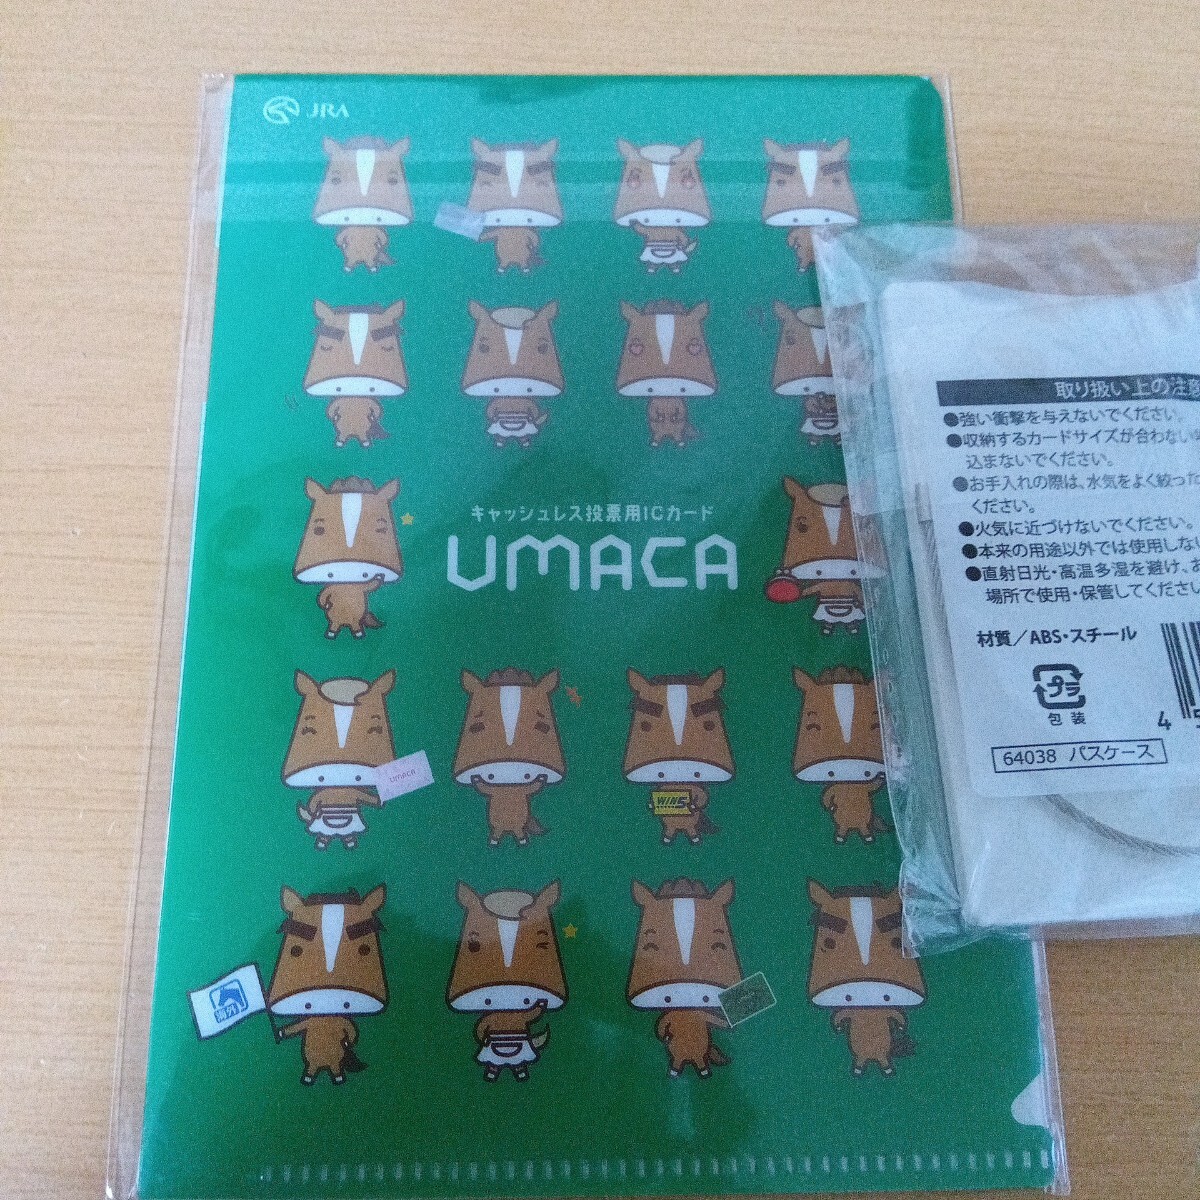 JRA
キャッシュレス投票用ICカード
UMACA
UMACA
WINS
海外
取り扱い上の注
●強い衝撃を与えないでください。
●収納するカードサイズが合わない
込まないでください。
●お手入れの際は、水気をよく絞った
ください。
●火気に近づけないでください。
●本来の用途以外では使用しない
●直射日光・高温多湿を避け、お
場所で使用・保管してください
材質／ABS・スチール
プラ
包装
4 5
64038 パスケース